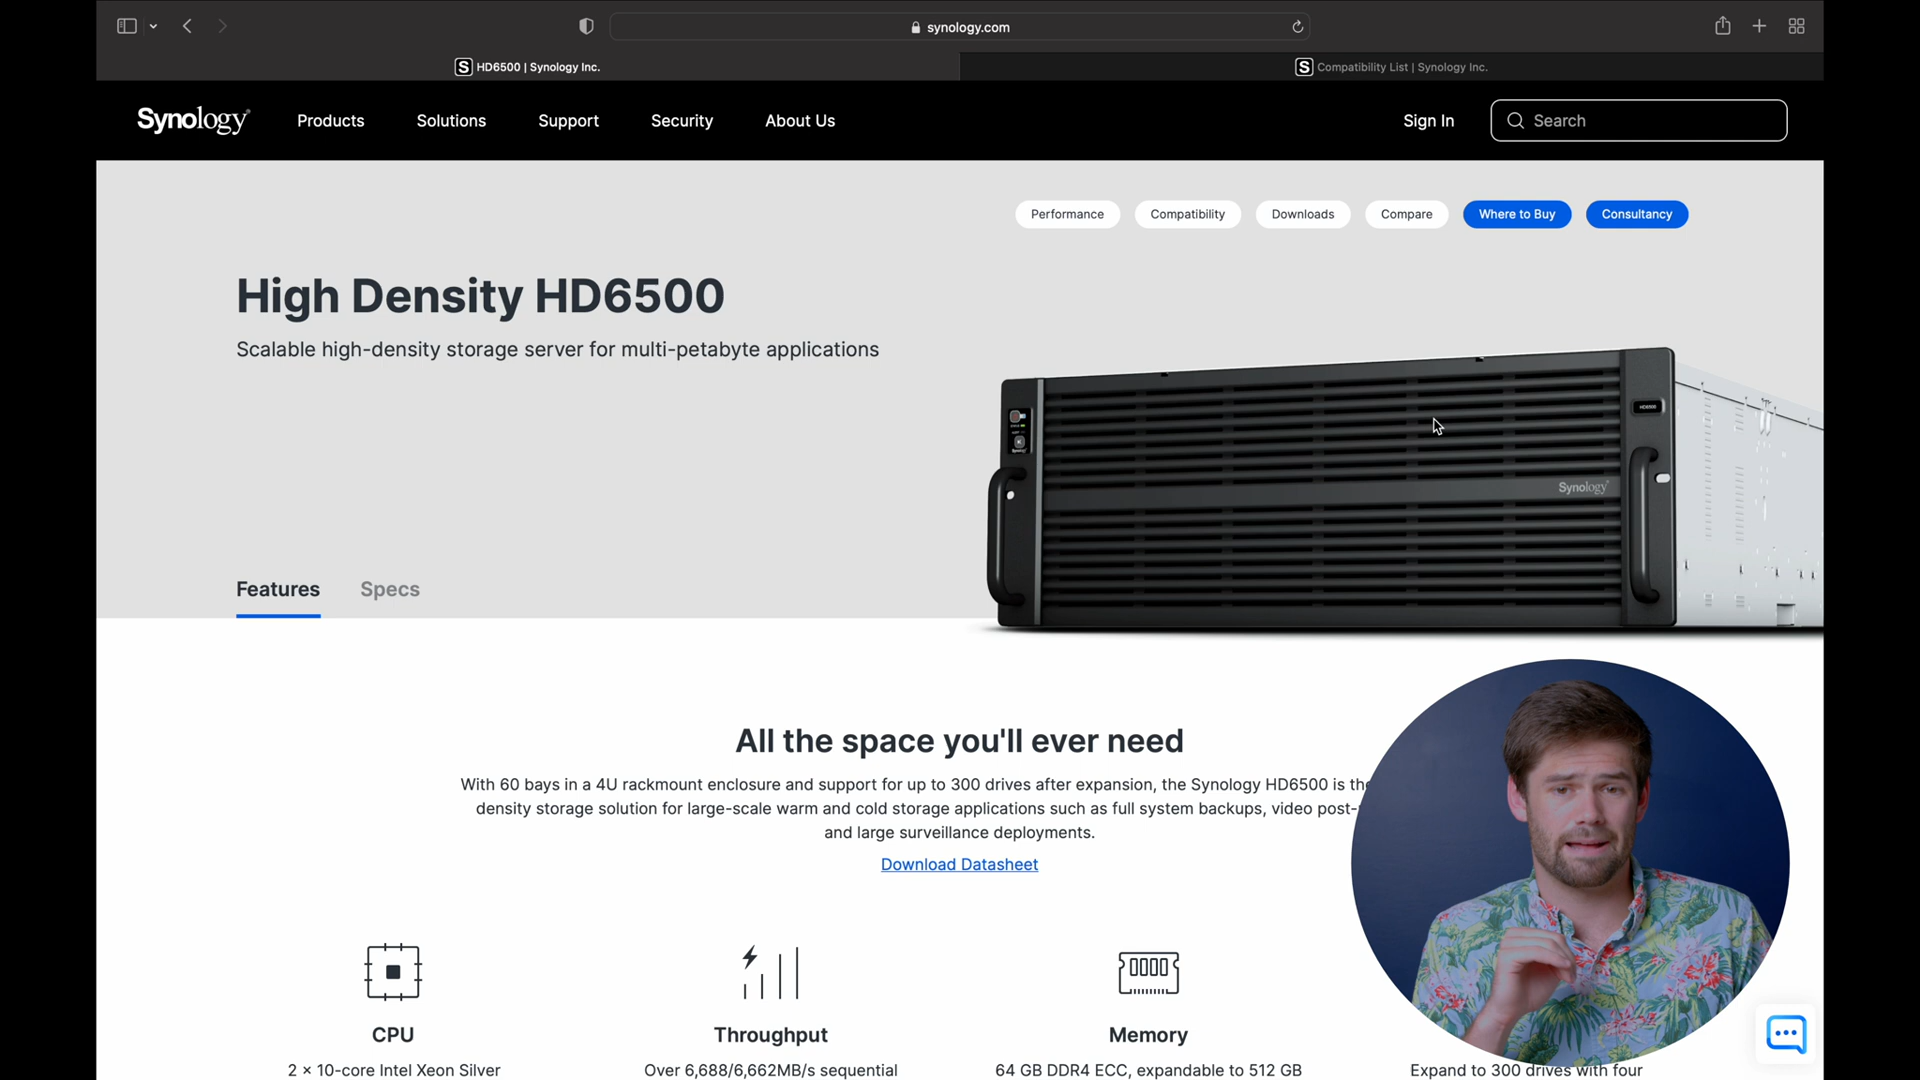 synology.com
S HD6500 | Synology Inc.
S Compatibility List | Synology Inc.
Synology
Products
Solutions
Support
Security
About Us
Sign In
Search
Performance
Compatibility
Downloads
Compare
Where to Buy
Consultancy
High Density HD6500
Scalable high-density storage server for multi-petabyte applications
HD6500
Synology
Features
Specs
All the space you'll ever need
With 60 bays in a 4U rackmount enclosure and support for up to 300 drives after expansion, the Synology HD6500 is the
density storage solution for large-scale warm and cold storage applications such as full system backups, video post-
and large surveillance deployments.
Download Datasheet
CPU
2 × 10-core Intel Xeon Silver
Throughput
Over 6,688/6,662MB/s sequential
Memory
64 GB DDR4 ECC, expandable to 512 GB
Expand to 300 drives with four